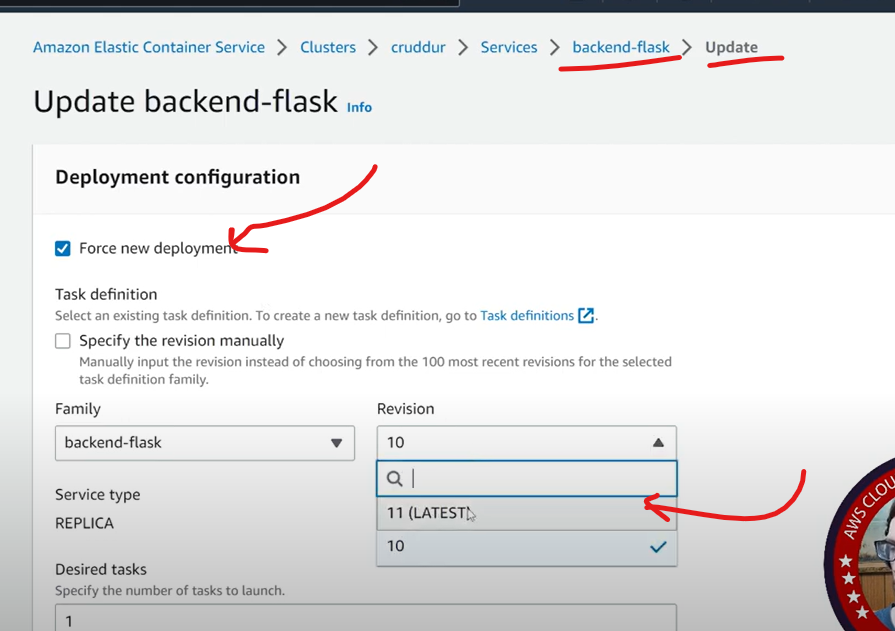 Amazon Elastic Container Service > Clusters > cruddur > Services > backend-flask > Update
Update backend-flask Info
Deployment configuration
Force new deployment
Task definition
Select an existing task definition. To create a new task definition, go to Task definitions.
Specify the revision manually
Manually input the revision instead of choosing from the 100 most recent revisions for the selected
task definition family.
Family Revision
backend-flask 10
11 (LATEST)
Service type
REPLICA
10
Desired tasks
Specify the number of tasks to launch.
1
AWS CLOU